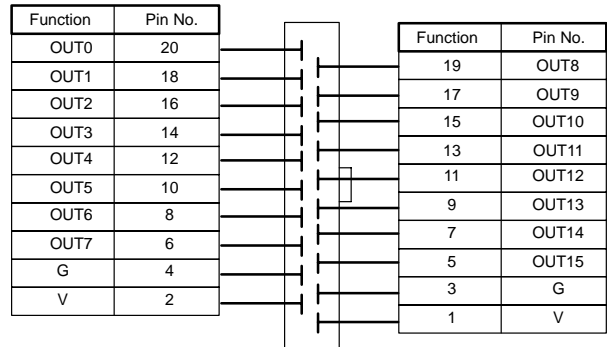 Function Pin No.
OUT0 20
OUT1 18
OUT2 16
OUT3 14
OUT4 12
OUT5 10
OUT6 8
OUT7 6
G 4
V 2
Function Pin No.
19 OUT8
17 OUT9
15 OUT10
13 OUT11
11 OUT12
9 OUT13
7 OUT14
5 OUT15
3 G
1 V